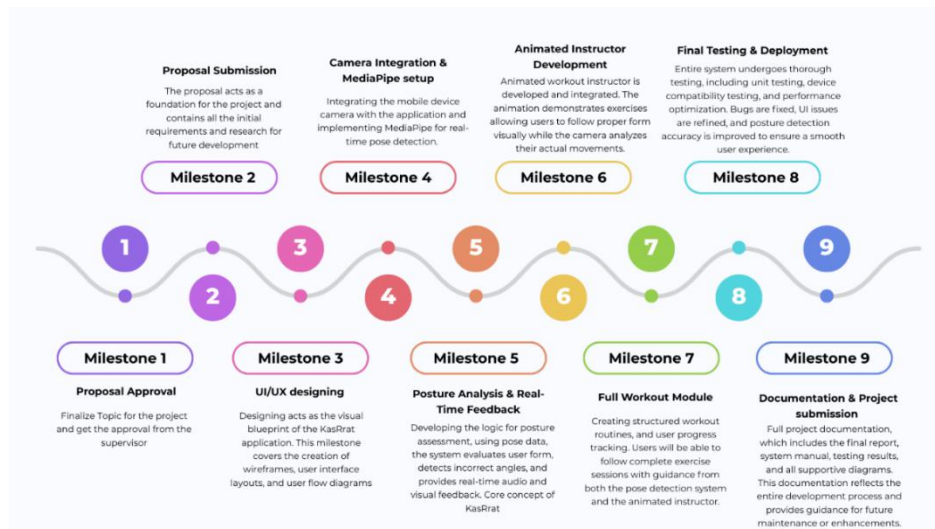 Proposal Submission
The proposal acts as a
foundation for the project and
contains all the initial
requirements and research for
future development
Milestone 2
Camera Integration &
MediaPipe setup
Integrating the mobile device
camera with the application and
implementing MediaPipe for real-
time pose detection.
Milestone 4
Animated Instructor
Development
Animated workout instructor is
developed and integrated. The
animation demonstrates exercises
allowing users to follow proper form
visually while the camera analyzes
their actual movements.
Milestone 6
Final Testing & Deployment
Entire system undergoes thorough
testing, including unit testing, device
compatibility testing, and performance
optimization. Bugs are fixed, UI issues
are refined, and posture detection
accuracy is improved to ensure a smooth
user experience.
Milestone 8
1
2
3
4
5
6
7
8
9
Milestone 1
Proposal Approval
Finalize Topic for the project
and get the approval from the
supervisor
Milestone 3
UI/UX designing
Designing acts as the visual
blueprint of the KasRrat
application. This milestone
covers the creation of
wireframes, user interface
layouts, and user flow diagrams
Milestone 5
Posture Analysis & Real-
Time Feedback
Developing the logic for posture
assessment, using pose data,
the system evaluates user form,
detects incorrect angles, and
provides real-time audio and
visual feedback. Core concept of
KasRrat
Milestone 7
Full Workout Module
Creating structured workout
routines, and user progress
tracking. Users will be able to
follow complete exercise
sessions with guidance from
both the pose detection system
and the animated instructor.
Milestone 9
Documentation & Project
submission
Full project documentation,
which includes the final report,
system manual, testing results,
and all supportive diagrams.
This documentation reflects the
entire development process and
provides guidance for future
maintenance or enhancements.